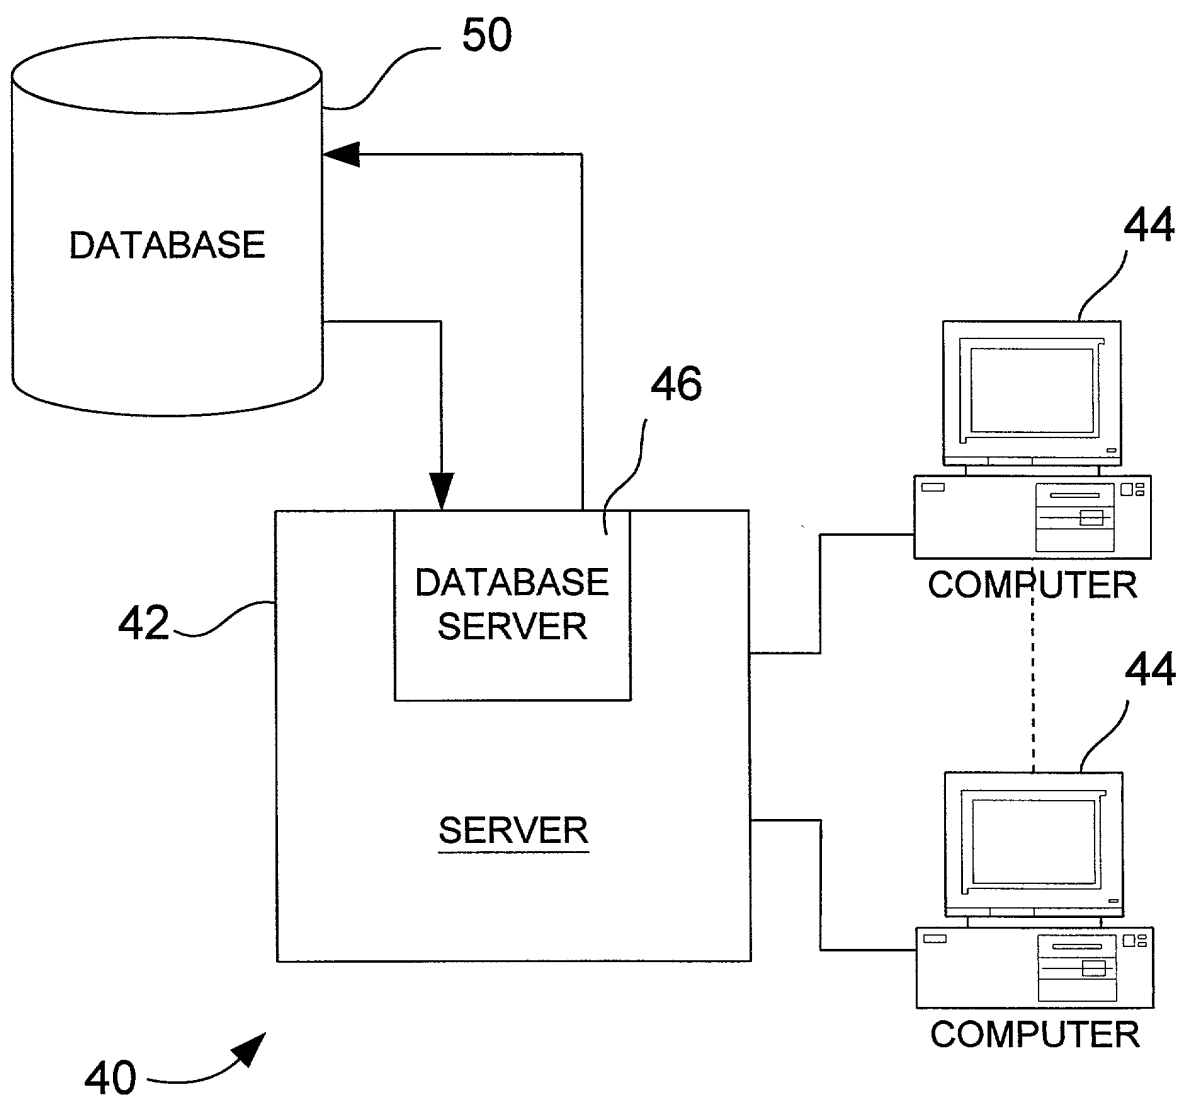 50
DATABASE
44
46
DATABASE
SERVER
COMPUTER
42
44
SERVER
COMPUTER
40